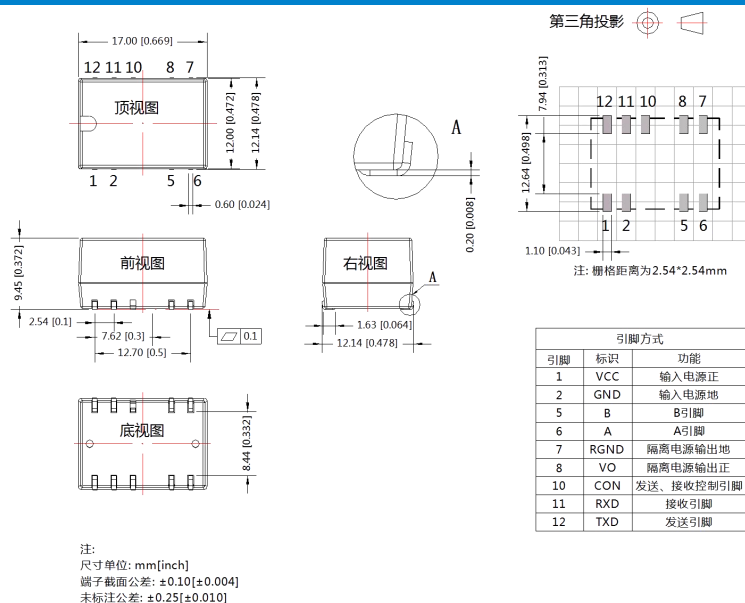 第三角投影
17.00 [0.669]
12 11 10 8 7
顶视图
12.00 [0.472]
12.14 [0.478]
1 2 5 6
0.60 [0.024]
A
0.20 [0.008]
7.94 [0.313]
12.64 [0.498]
12 11 10 8 7
1 2 5 6
1.10 [0.043]
注: 栅格距离为2.54*2.54mm
9.45 [0.372]
前视图
2.54 [0.1]
7.62 [0.3]
12.70 [0.5]
0.1
右视图
A
1.63 [0.064]
12.14 [0.478]
底视图
8.44 [0.332]
引脚方式
引脚 标识 功能
1 VCC 输入电源正
2 GND 输入电源地
5 B B引脚
6 A A引脚
7 RGND 隔离电源输出地
8 VO 隔离电源输出正
10 CON 发送、接收控制引脚
11 RXD 接收引脚
12 TXD 发送引脚
注:
尺寸单位: mm[inch]
端子截面公差: ±0.10[±0.004]
未标注公差: ±0.25[±0.010]